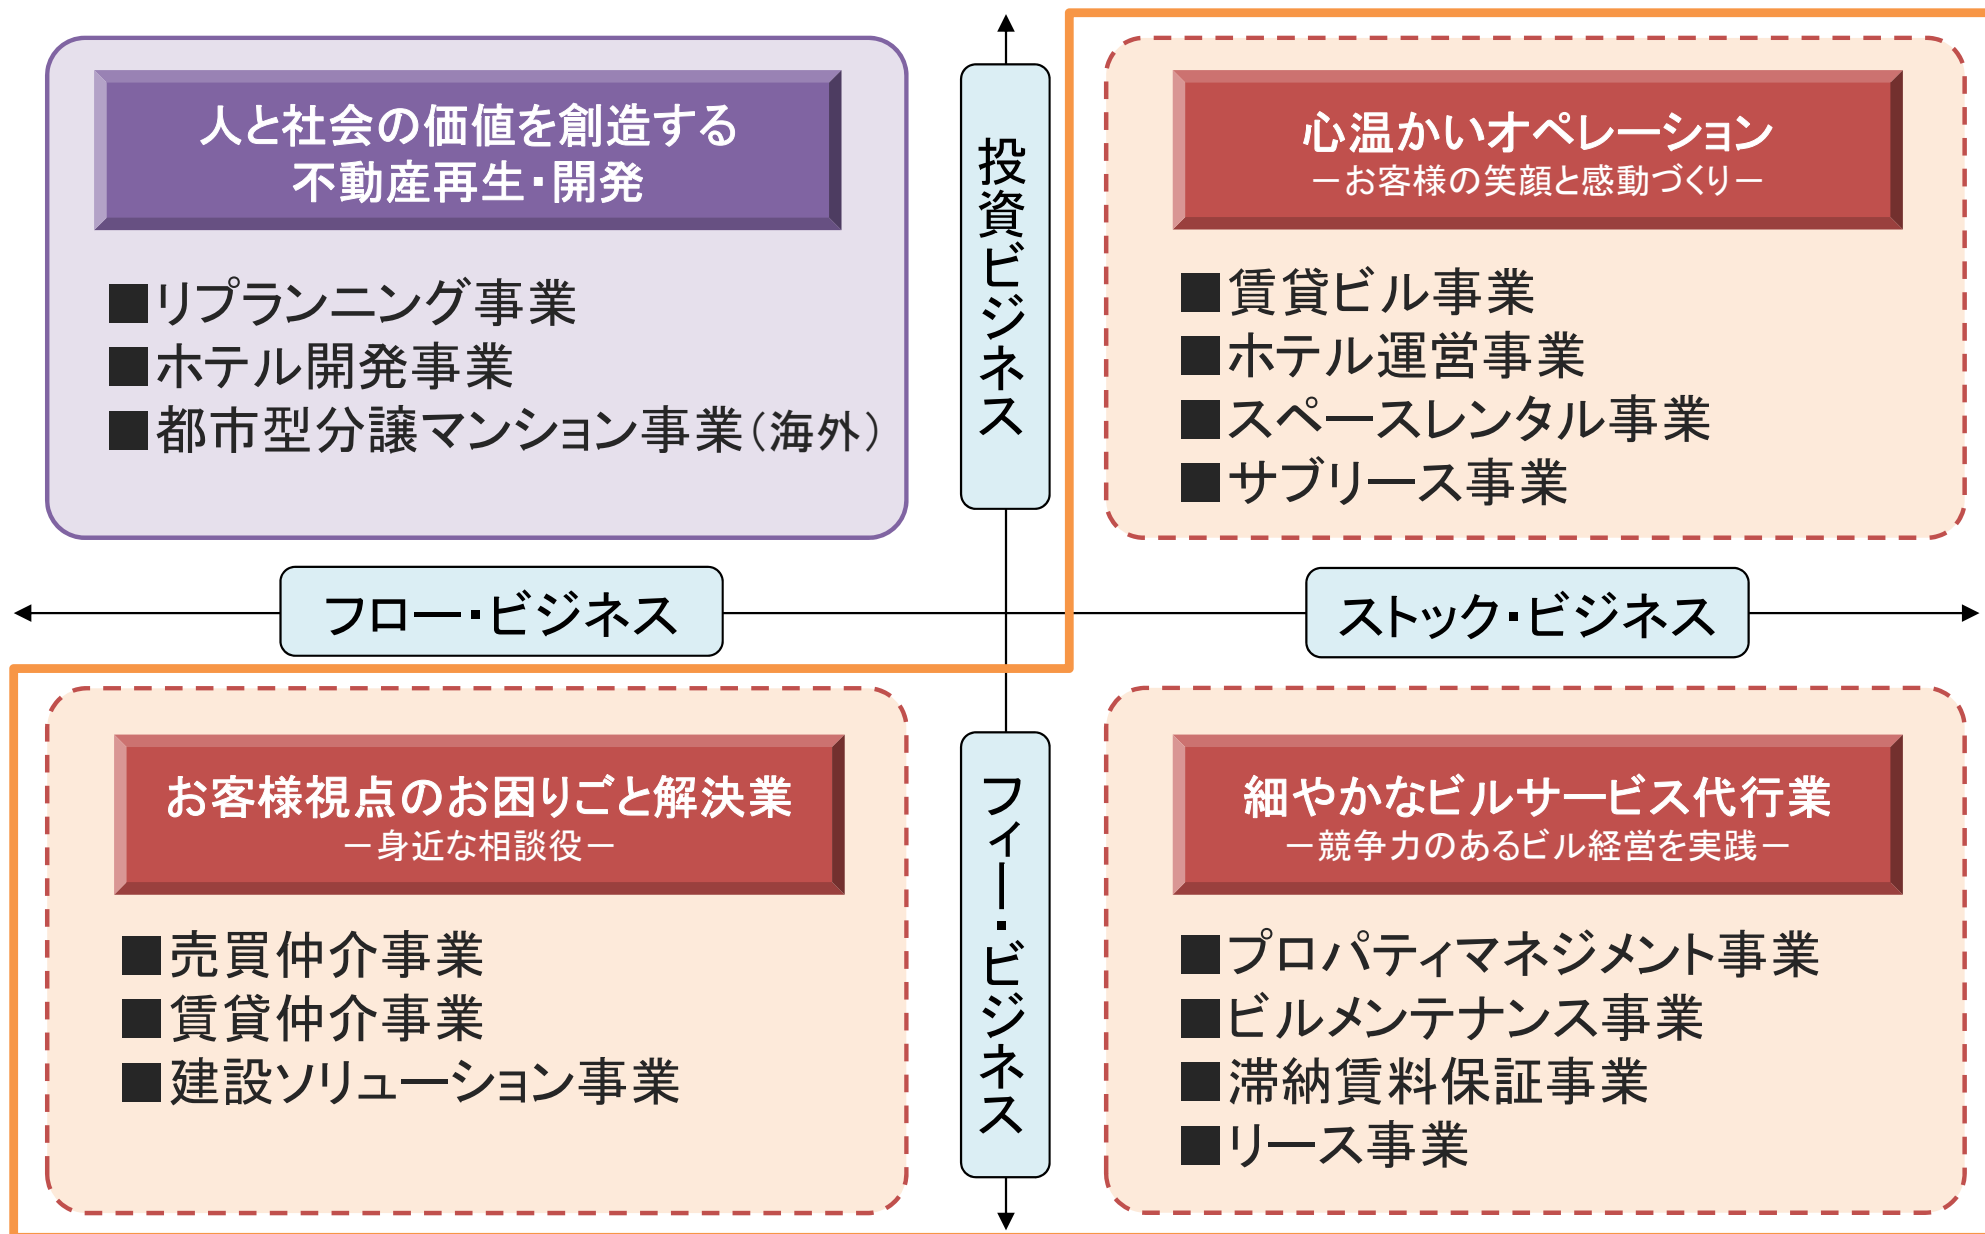 人と社会の価値を創造する
不動産再生・開発
■リプランニング事業
■ホテル開発事業
■都市型分譲マンション事業（海外）
投資ビジネス
心温かいオペレーション
－お客様の笑顔と感動づくり－
■賃貸ビル事業
■ホテル運営事業
■スペースレンタル事業
■サブリース事業
フロー・ビジネス
ストック・ビジネス
お客様視点のお困りごと解決業
－身近な相談役－
■売買仲介事業
■賃貸仲介事業
■建設ソリューション事業
フィー・ビジネス
細やかなビルサービス代行業
－競争力のあるビル経営を実践－
■プロパティマネジメント事業
■ビルメンテナンス事業
■滞納賃料保証事業
■リース事業